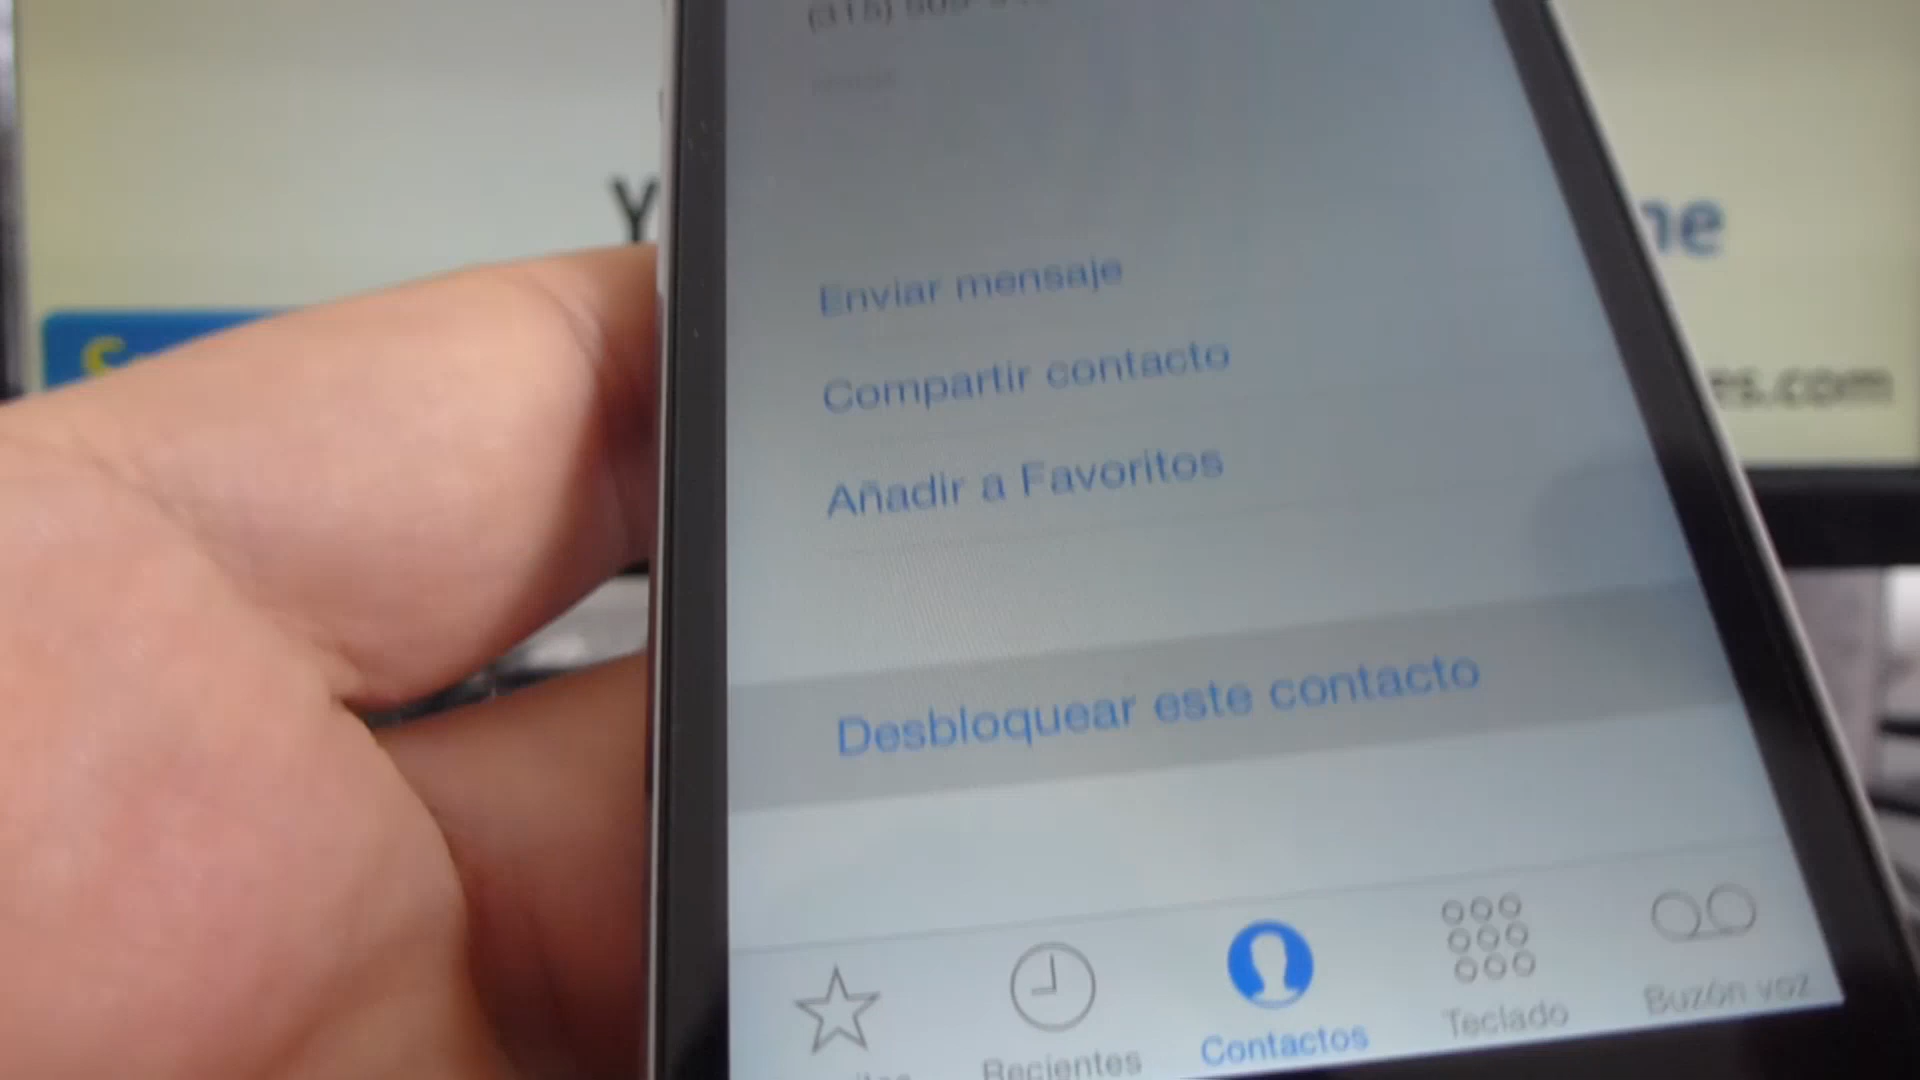 Enviar mensaje
Compartir contacto
Añadir a Favoritos
Desbloquear este contacto
Recientes
Contactos
Teclado
Buzón voz